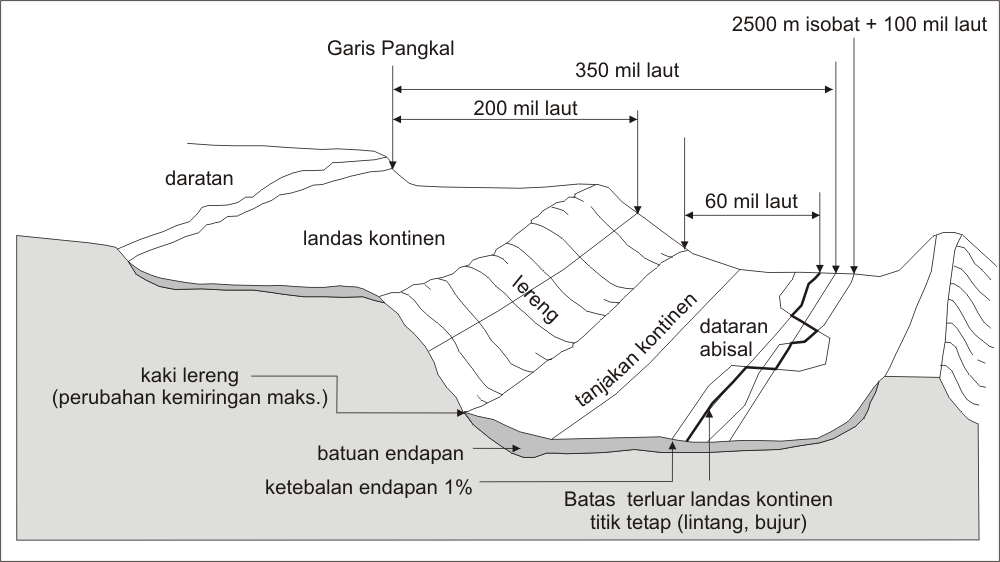 2500 m isobat + 100 mil laut
Garis Pangkal
350 mil laut
200 mil laut
daratan
60 mil laut
landas kontinen
lereng
tanjakan kontinen
dataran
abisal
kaki lereng
(perubahan kemiringan maks.)
batuan endapan
ketebalan endapan 1%
Batas terluar landas kontinen
titik tetap (lintang, bujur)